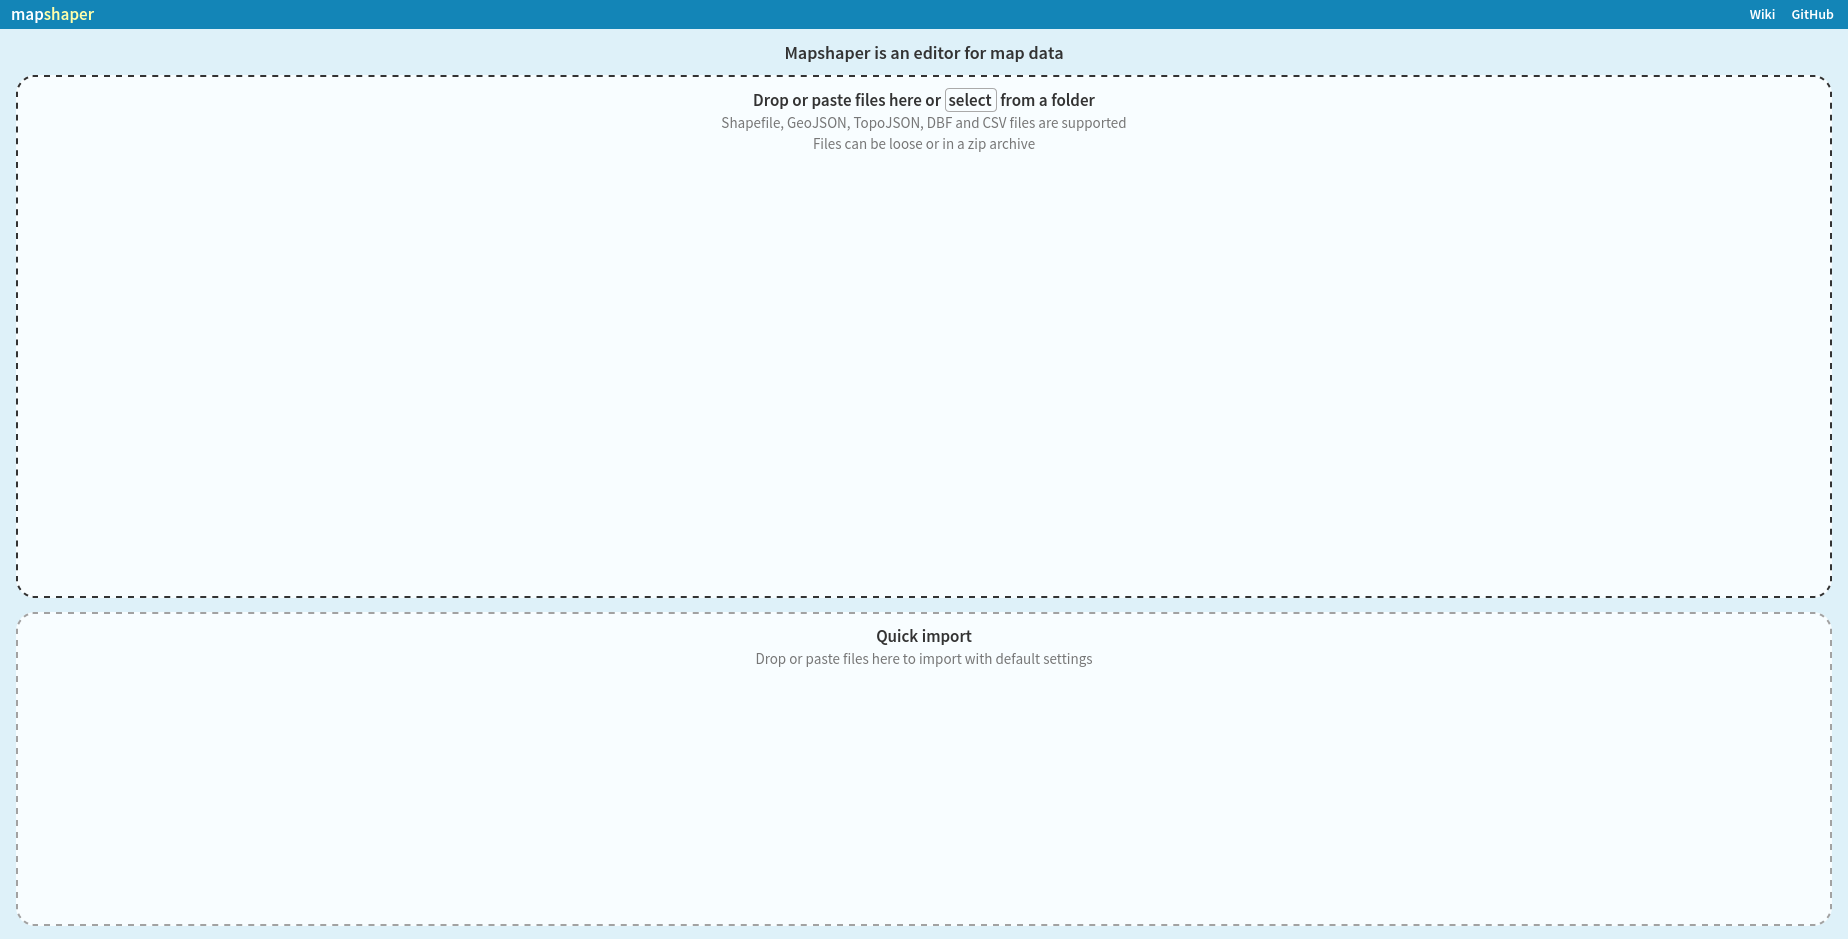 mapshaper
Wiki GitHub
Mapshaper is an editor for map data
Drop or paste files here or select from a folder
Shapefile, GeoJSON, TopoJSON, DBF and CSV files are supported
Files can be loose or in a zip archive
Quick import
Drop or paste files here to import with default settings